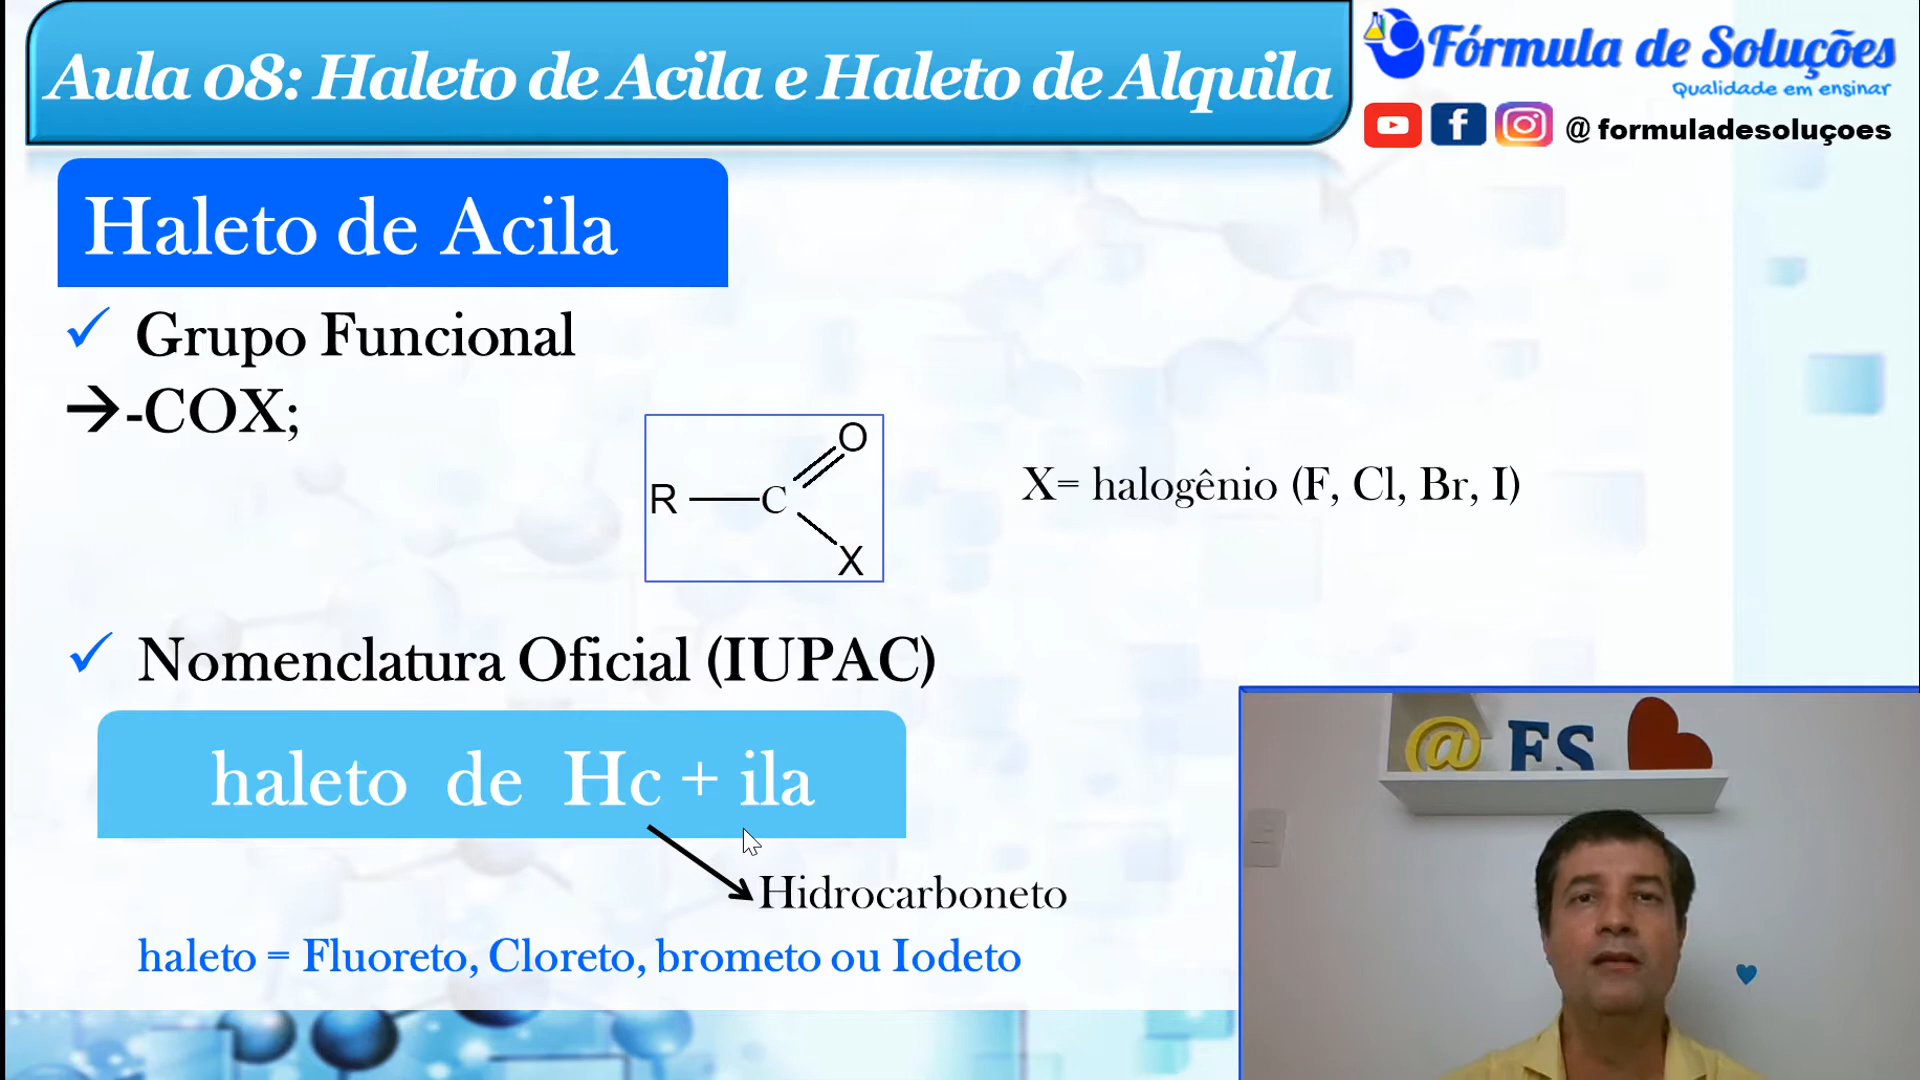 Aula 08: Haleto de Acila e Haleto de Alquila
Fórmula de Soluções
Qualidade em ensinar
f @ formuladesoluçoes
Haleto de Acila
✓ Grupo Funcional
→-COX;
O
R — C
X
X= halogênio (F, Cl, Br, I)
✓ Nomenclatura Oficial (IUPAC)
haleto de Hc + ila
Hidrocarboneto
haleto = Fluoreto, Cloreto, brometo ou Iodeto
@ FS